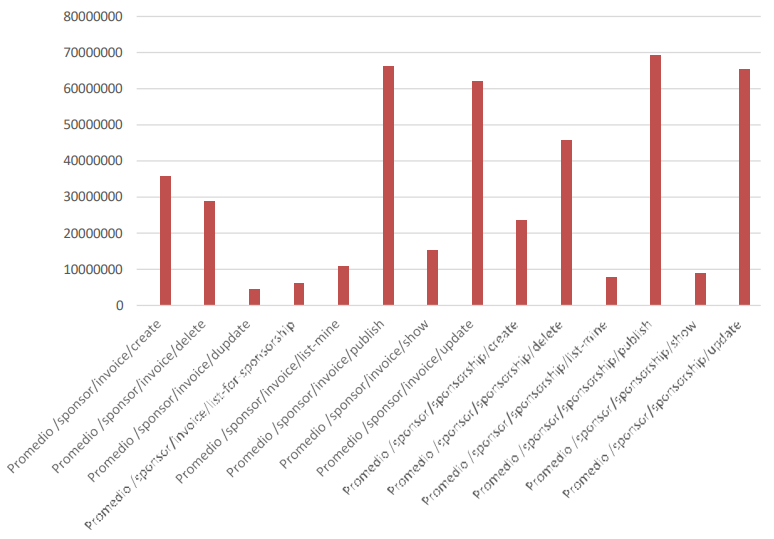 80000000
70000000
60000000
50000000
40000000
30000000
20000000
10000000
0
Promedio /sponsor/invoice/create
Promedio /sponsor/invoice/delete
Promedio /sponsor/invoice/dupdate
Promedio /sponsor/invoice/list-for sponsorship
Promedio /sponsor/invoice/list-mine
Promedio /sponsor/invoice/publish
Promedio /sponsor/invoice/show
Promedio /sponsor/invoice/update
Promedio /sponsor/sponsorship/create
Promedio /sponsor/sponsorship/delete
Promedio /sponsor/sponsorship/list-mine
Promedio /sponsor/sponsorship/publish
Promedio /sponsor/sponsorship/show
Promedio /sponsor/sponsorship/update